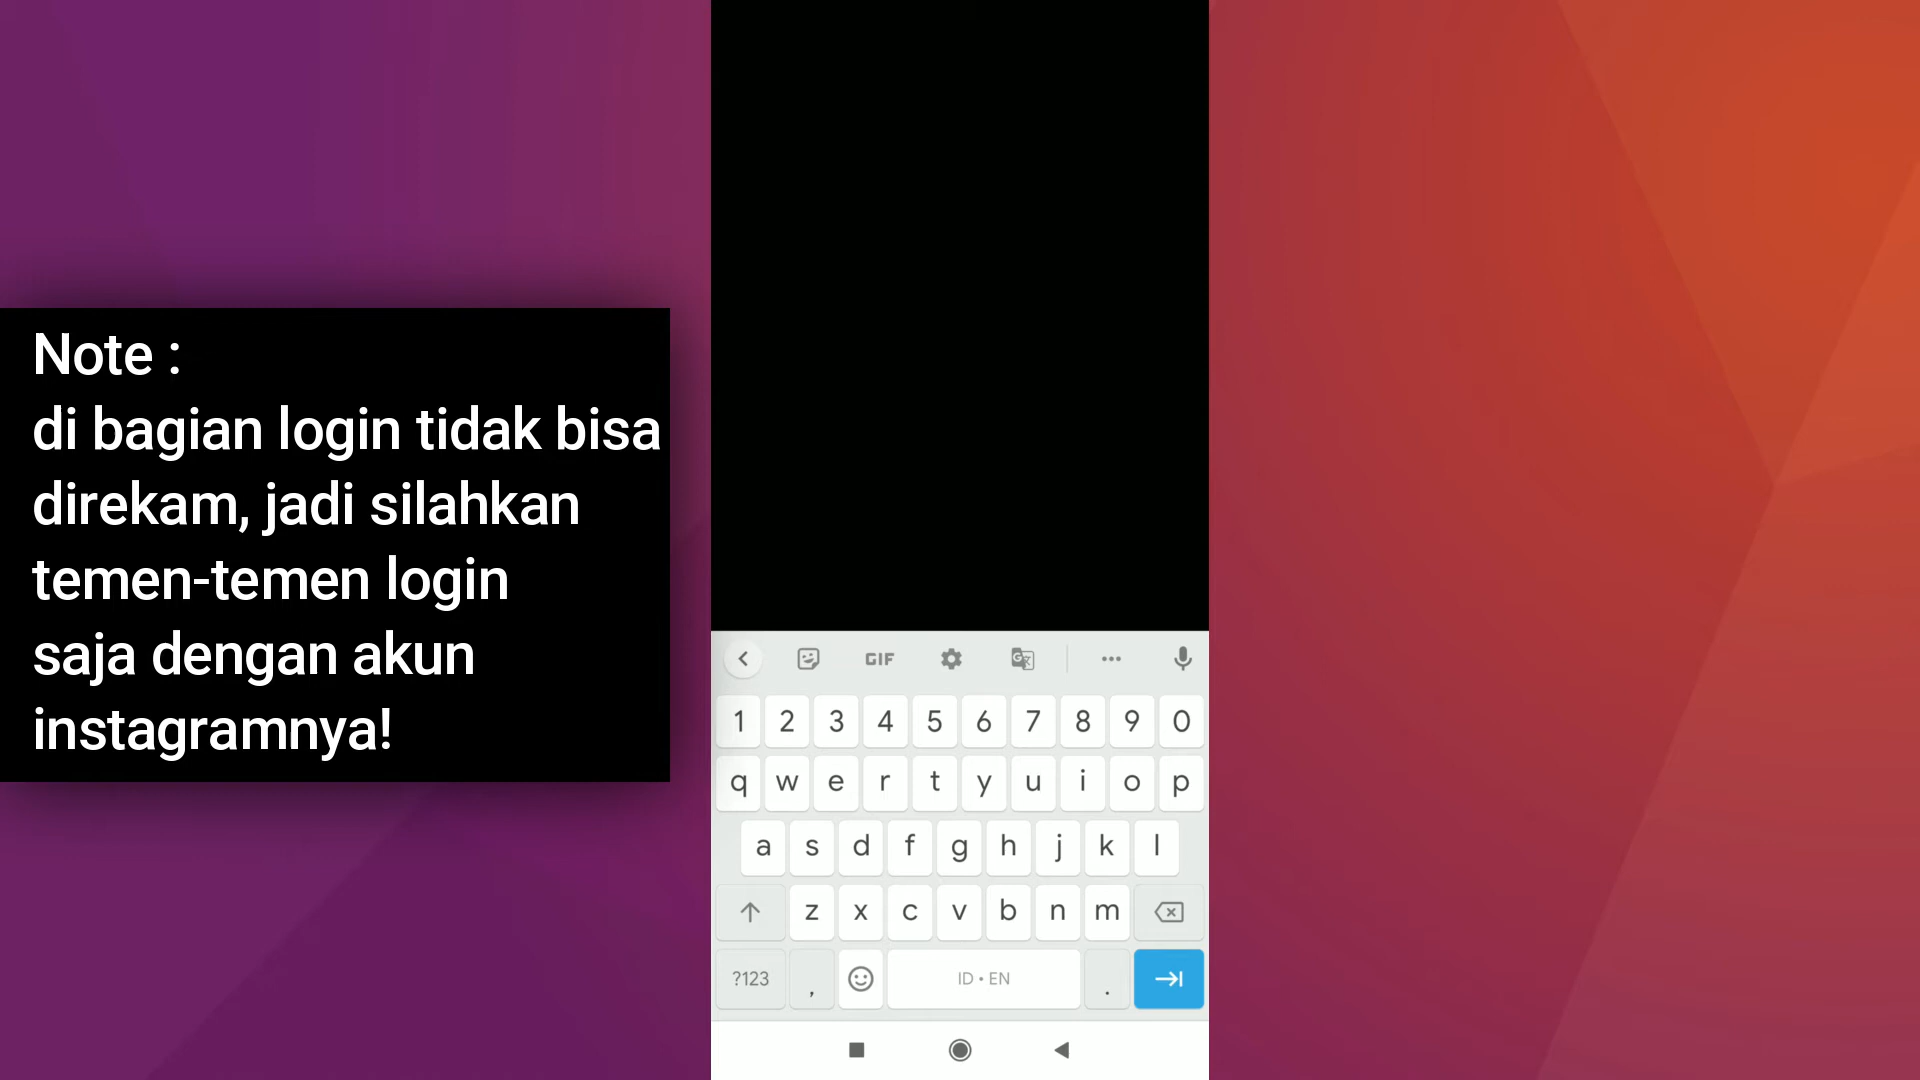 Note :
di bagian login tidak bisa
direkam, jadi silahkan
temen-temen login
saja dengan akun
instagramnya!
GIF
1 2 3 4 5 6 7 8 9 0
q w e r t y u i o p
a s d f g h j k l
z x c v b n m
?123 , ID • EN .